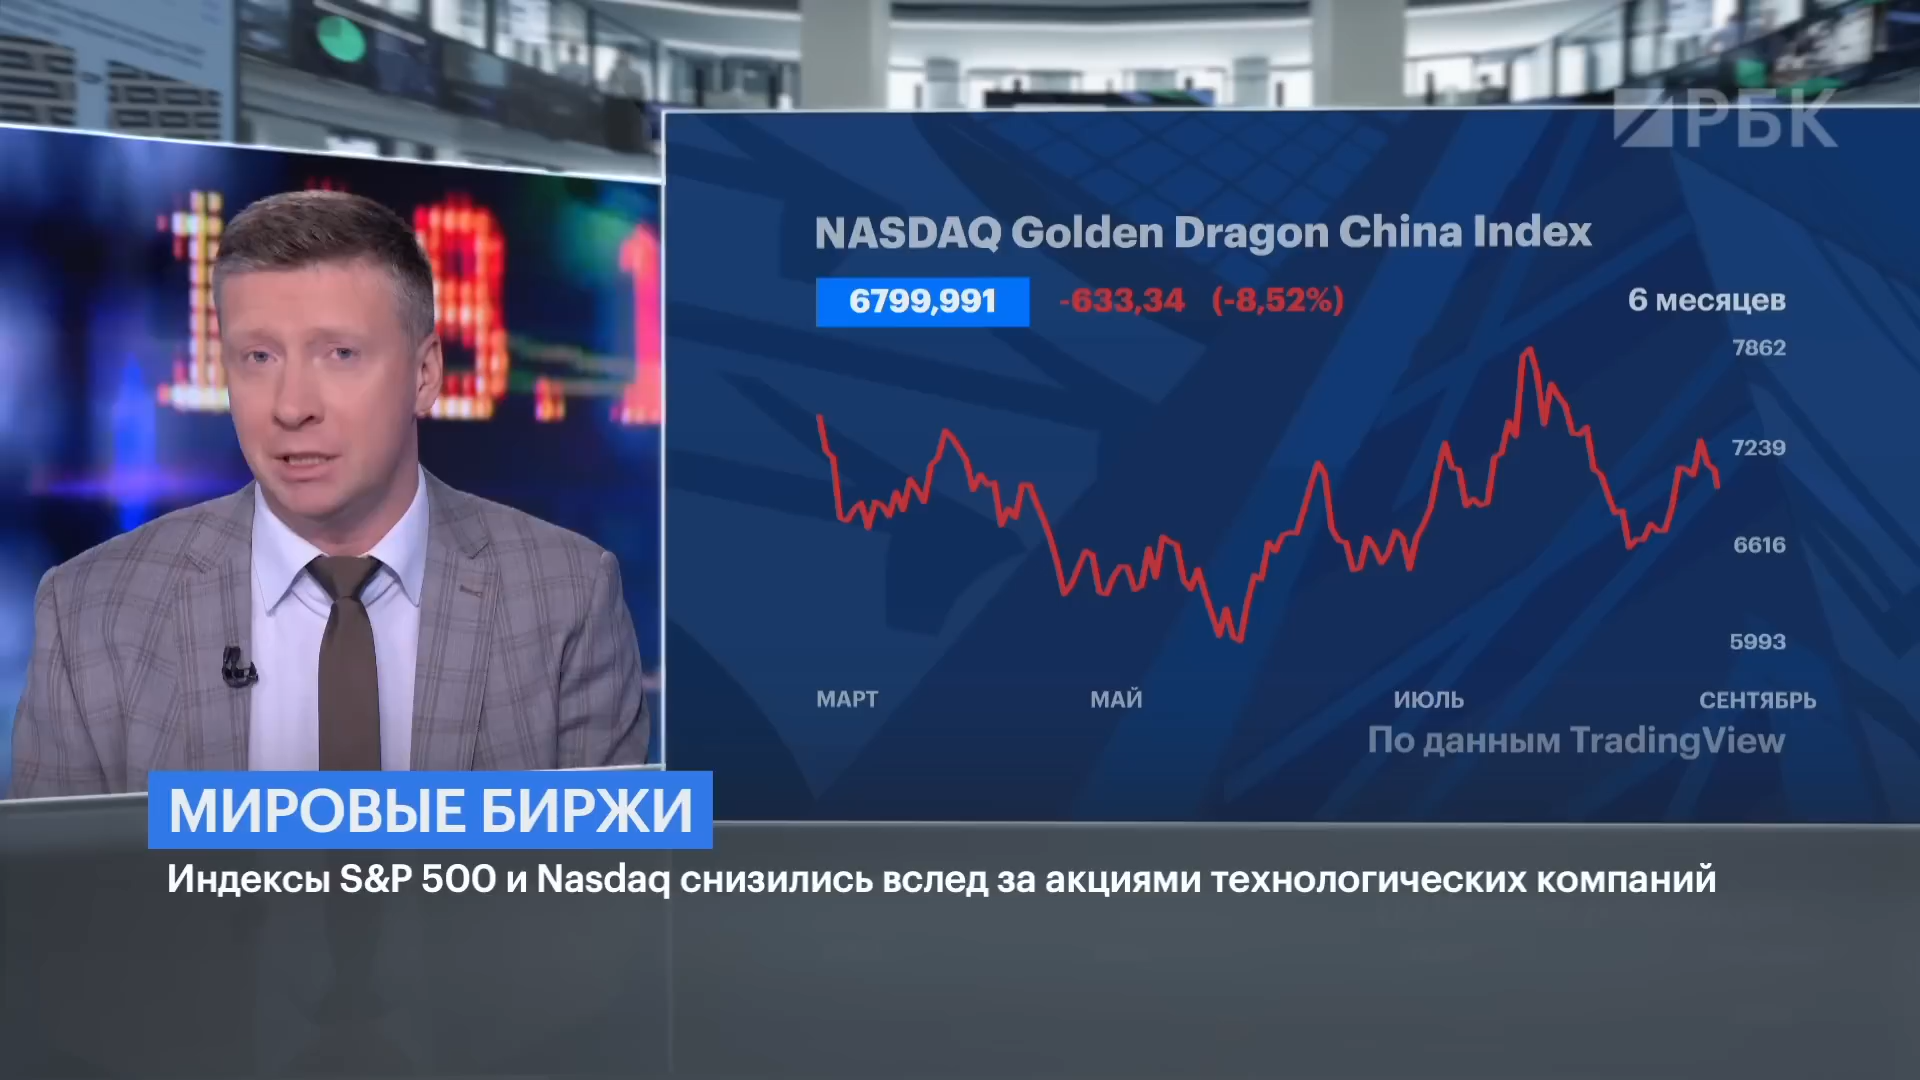 РБК
NASDAQ Golden Dragon China Index
6799,991 -633,34 (-8,52%) 6 месяцев
7862
7239
6616
5993
МАРТ МАЙ ИЮЛЬ СЕНТЯБРЬ
По данным TradingView
МИРОВЫЕ БИРЖИ
Индексы S&P 500 и Nasdaq снизились вслед за акциями технологических компаний